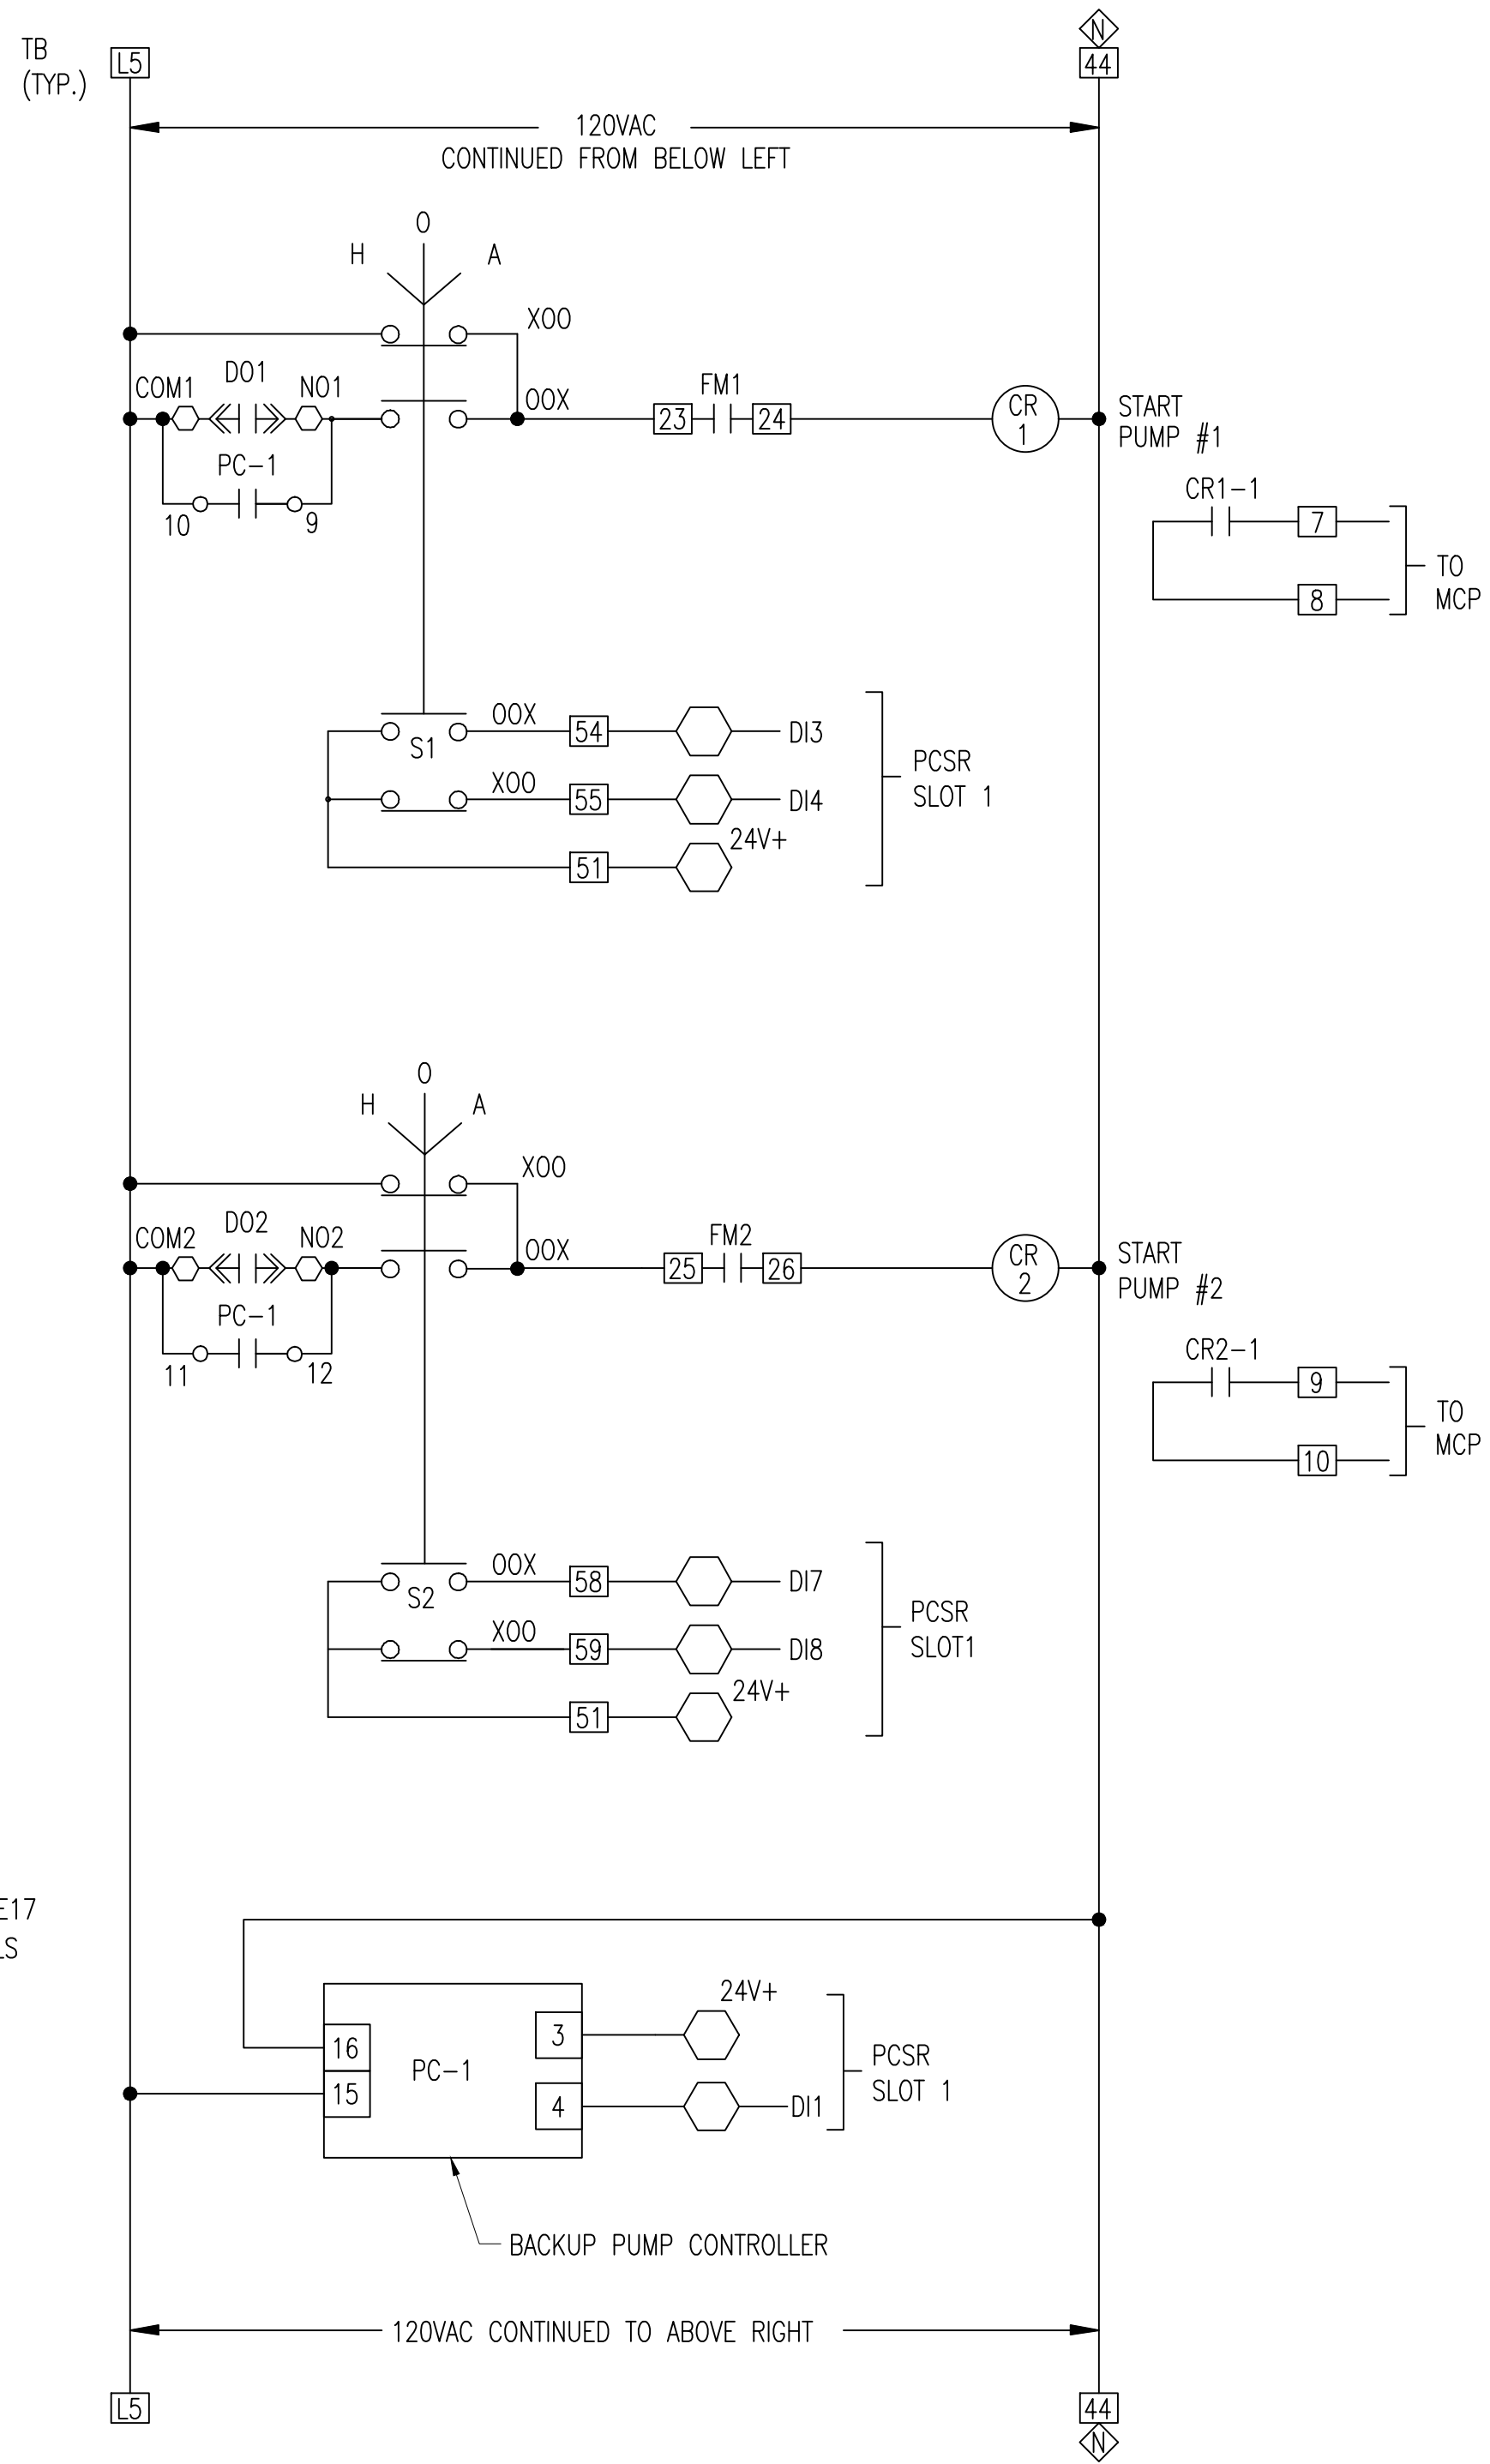 TB
(TYP.)
L5
N
44
120VAC
CONTINUED FROM BELOW LEFT
O
H
A
XOO
COM1
DO1
NO1
OOX
23
FM1
24
CR
1
START
PUMP #1
PC-1
10
9
CR1-1
7
8
TO
MCP
S1
OOX
54
DI3
XOO
55
DI4
24V+
51
PCSR
SLOT 1
O
H
A
XOO
COM2
DO2
NO2
OOX
25
FM2
26
CR
2
START
PUMP #2
PC-1
11
12
CR2-1
9
10
TO
MCP
S2
OOX
58
DI7
XOO
59
DI8
24V+
51
PCSR
SLOT1
E17
LS
16
15
PC-1
3
4
24V+
DI1
PCSR
SLOT 1
BACKUP PUMP CONTROLLER
120VAC CONTINUED TO ABOVE RIGHT
L5
44
N